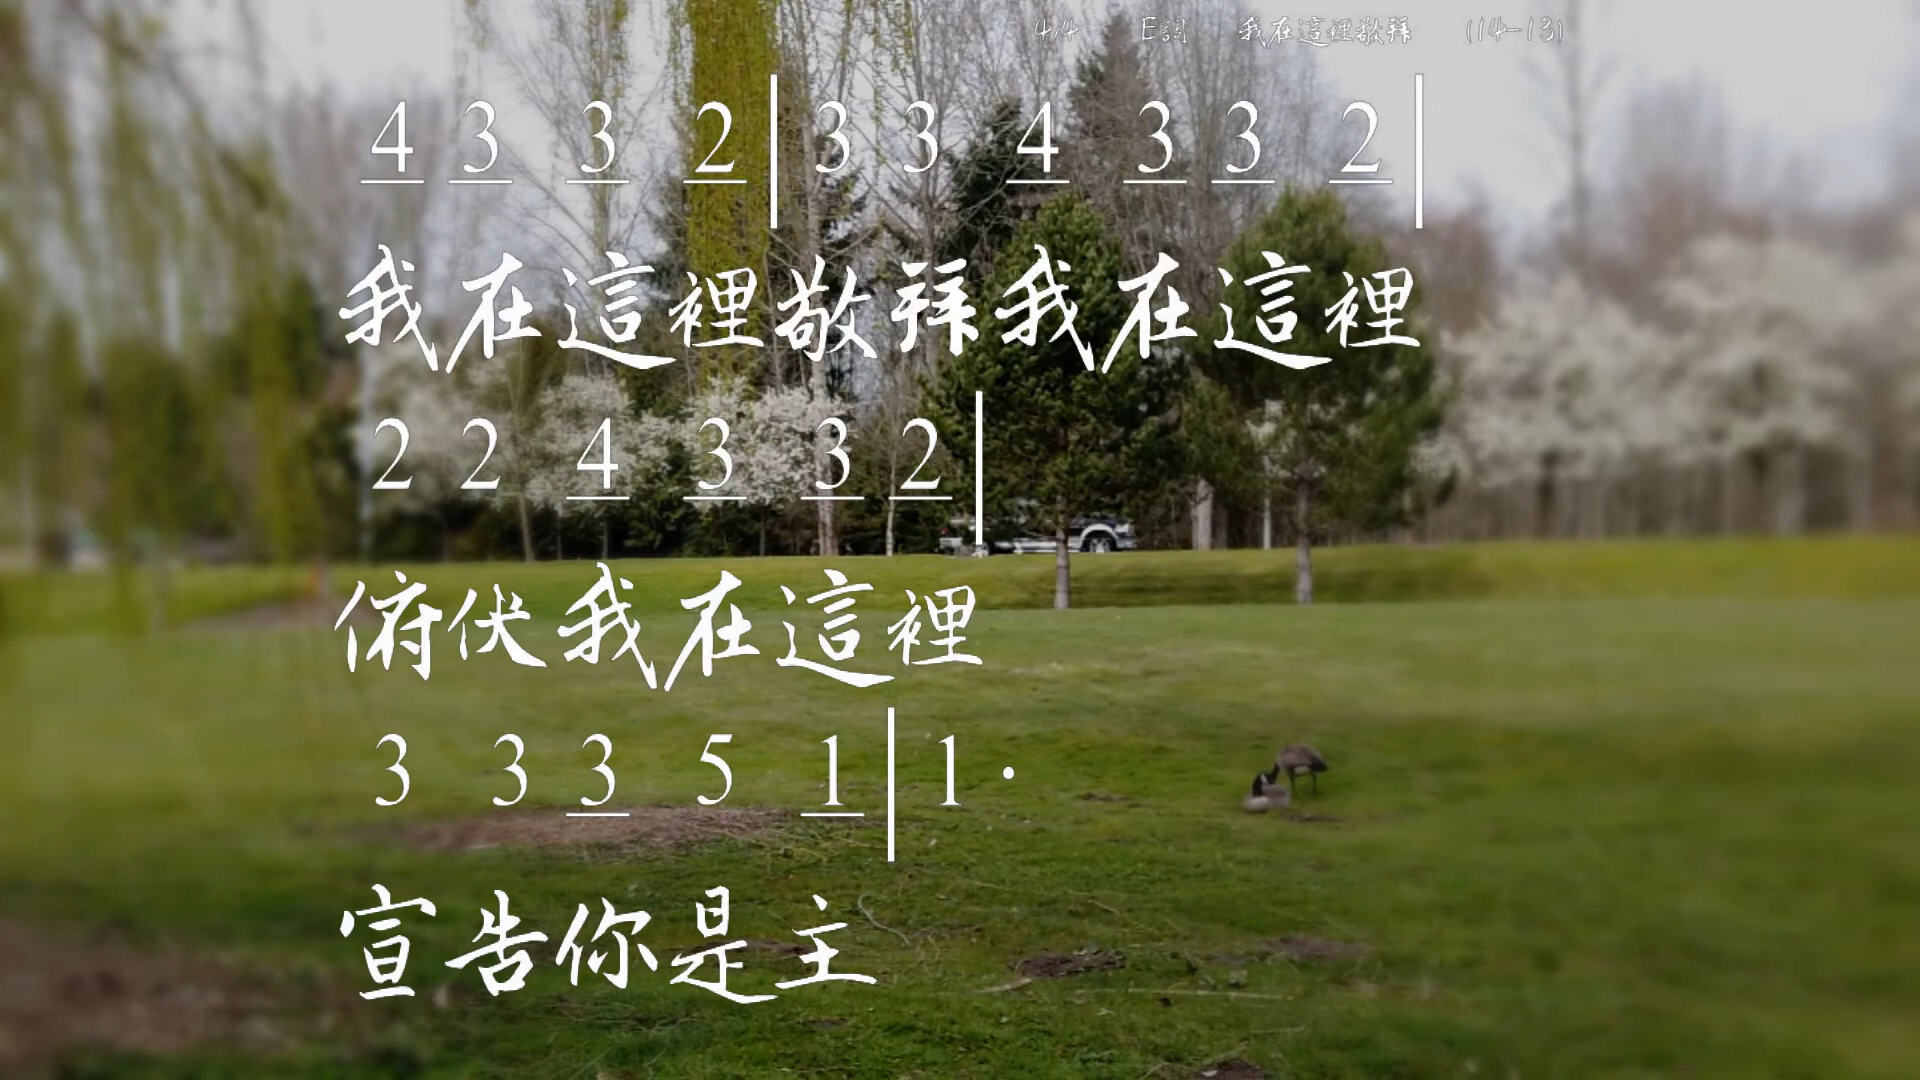 4/4 E調 我在這裡敬拜 (14-13)
4 3 3 2 | 3 3 4 3 3 2 |
我在這裡敬拜我在這裡
2 2 4 3 3 2 |
俯伏我在這裡
3 3 3 5 1 | 1 ·
宣告你是主